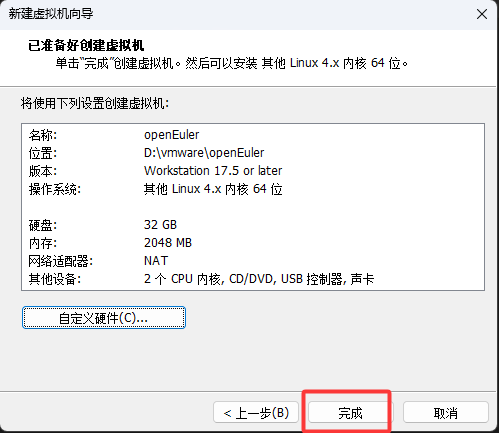 新建虚拟机向导
已准备好创建虚拟机
单击“完成”创建虚拟机。然后可以安装 其他 Linux 4.x 内核 64 位。
将使用下列设置创建虚拟机:
名称: openEuler
位置: D:\vmware\openEuler
版本: Workstation 17.5 or later
操作系统: 其他 Linux 4.x 内核 64 位
硬盘: 32 GB
内存: 2048 MB
网络适配器: NAT
其他设备: 2 个 CPU 内核, CD/DVD, USB 控制器, 声卡
自定义硬件(C)...
< 上一步(B) 完成 取消